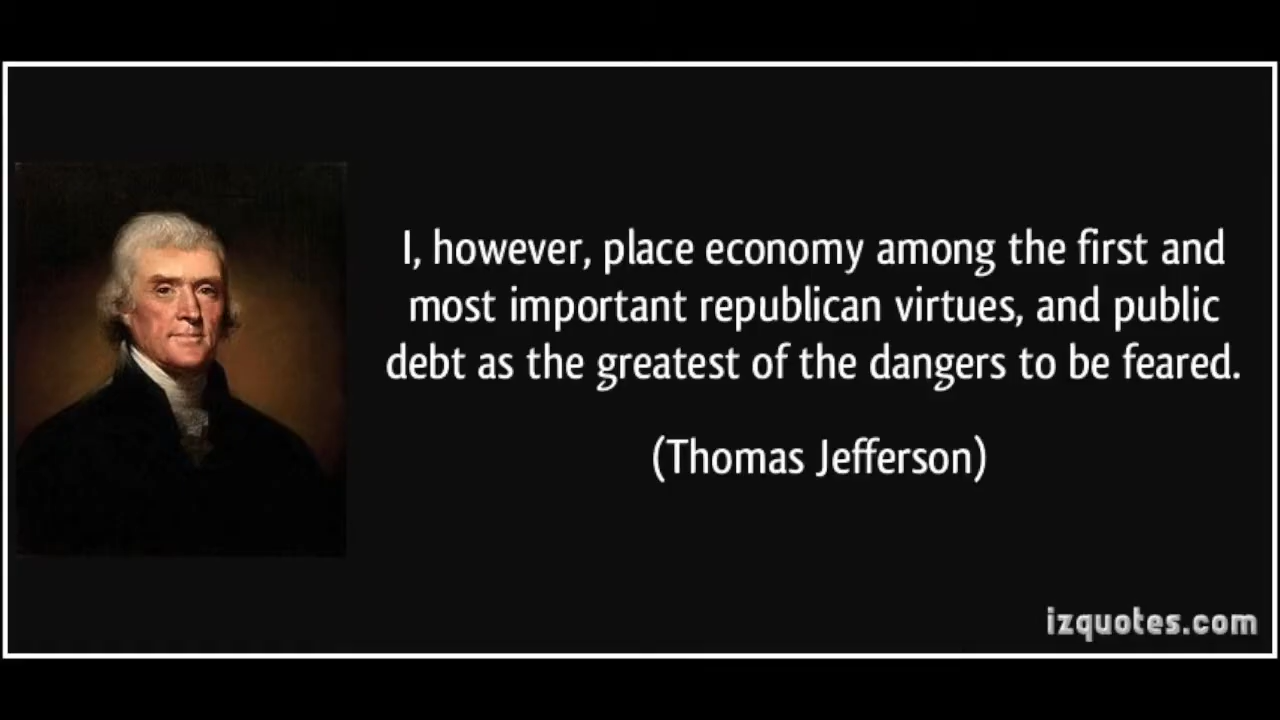 I, however, place economy among the first and
most important republican virtues, and public
debt as the greatest of the dangers to be feared.
(Thomas Jefferson)
izquotes.com